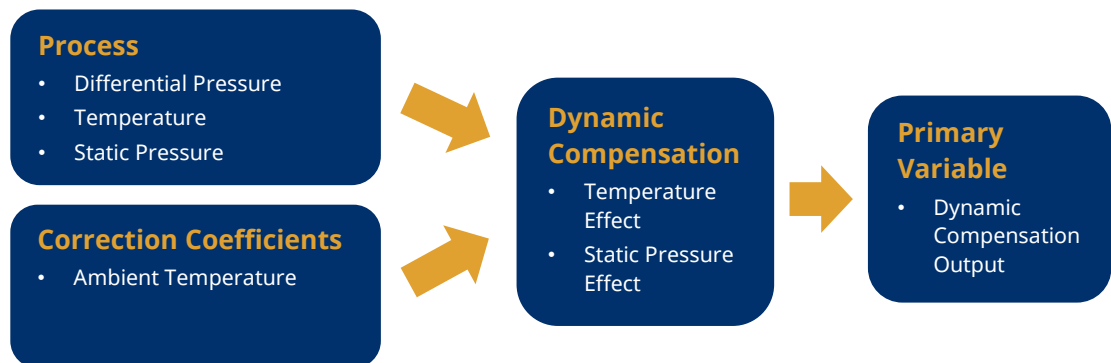 Process
• Differential Pressure
• Temperature
• Static Pressure
Correction Coefficients
• Ambient Temperature
Dynamic
Compensation
• Temperature
Effect
• Static Pressure
Effect
Primary
Variable
• Dynamic
Compensation
Output